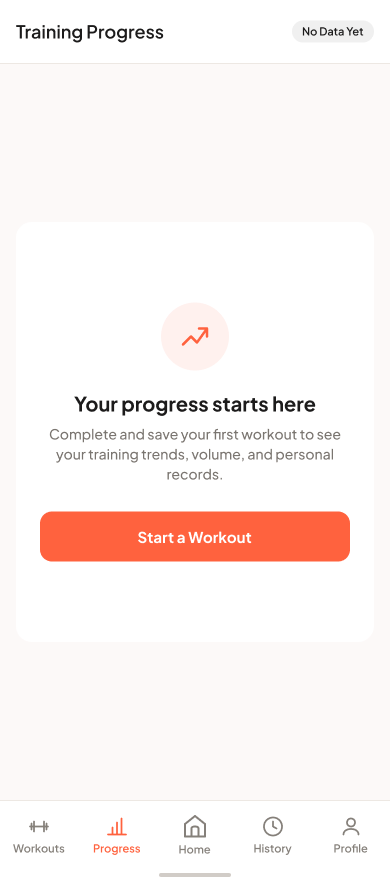 Training Progress
No Data Yet
Your progress starts here
Complete and save your first workout to see
your training trends, volume, and personal
records.
Start a Workout
Workouts
Progress
Home
History
Profile